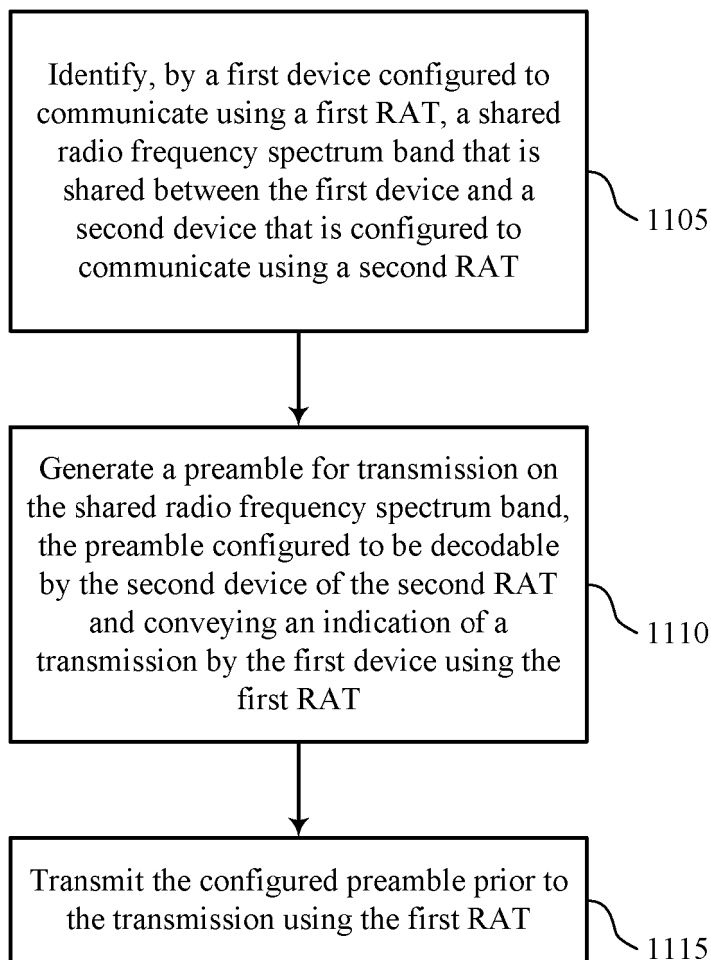 Identify, by a first device configured to
communicate using a first RAT, a shared
radio frequency spectrum band that is
shared between the first device and a
second device that is configured to
communicate using a second RAT
1105
Generate a preamble for transmission on
the shared radio frequency spectrum band,
the preamble configured to be decodable
by the second device of the second RAT
and conveying an indication of a
transmission by the first device using the
first RAT
1110
Transmit the configured preamble prior to
the transmission using the first RAT
1115